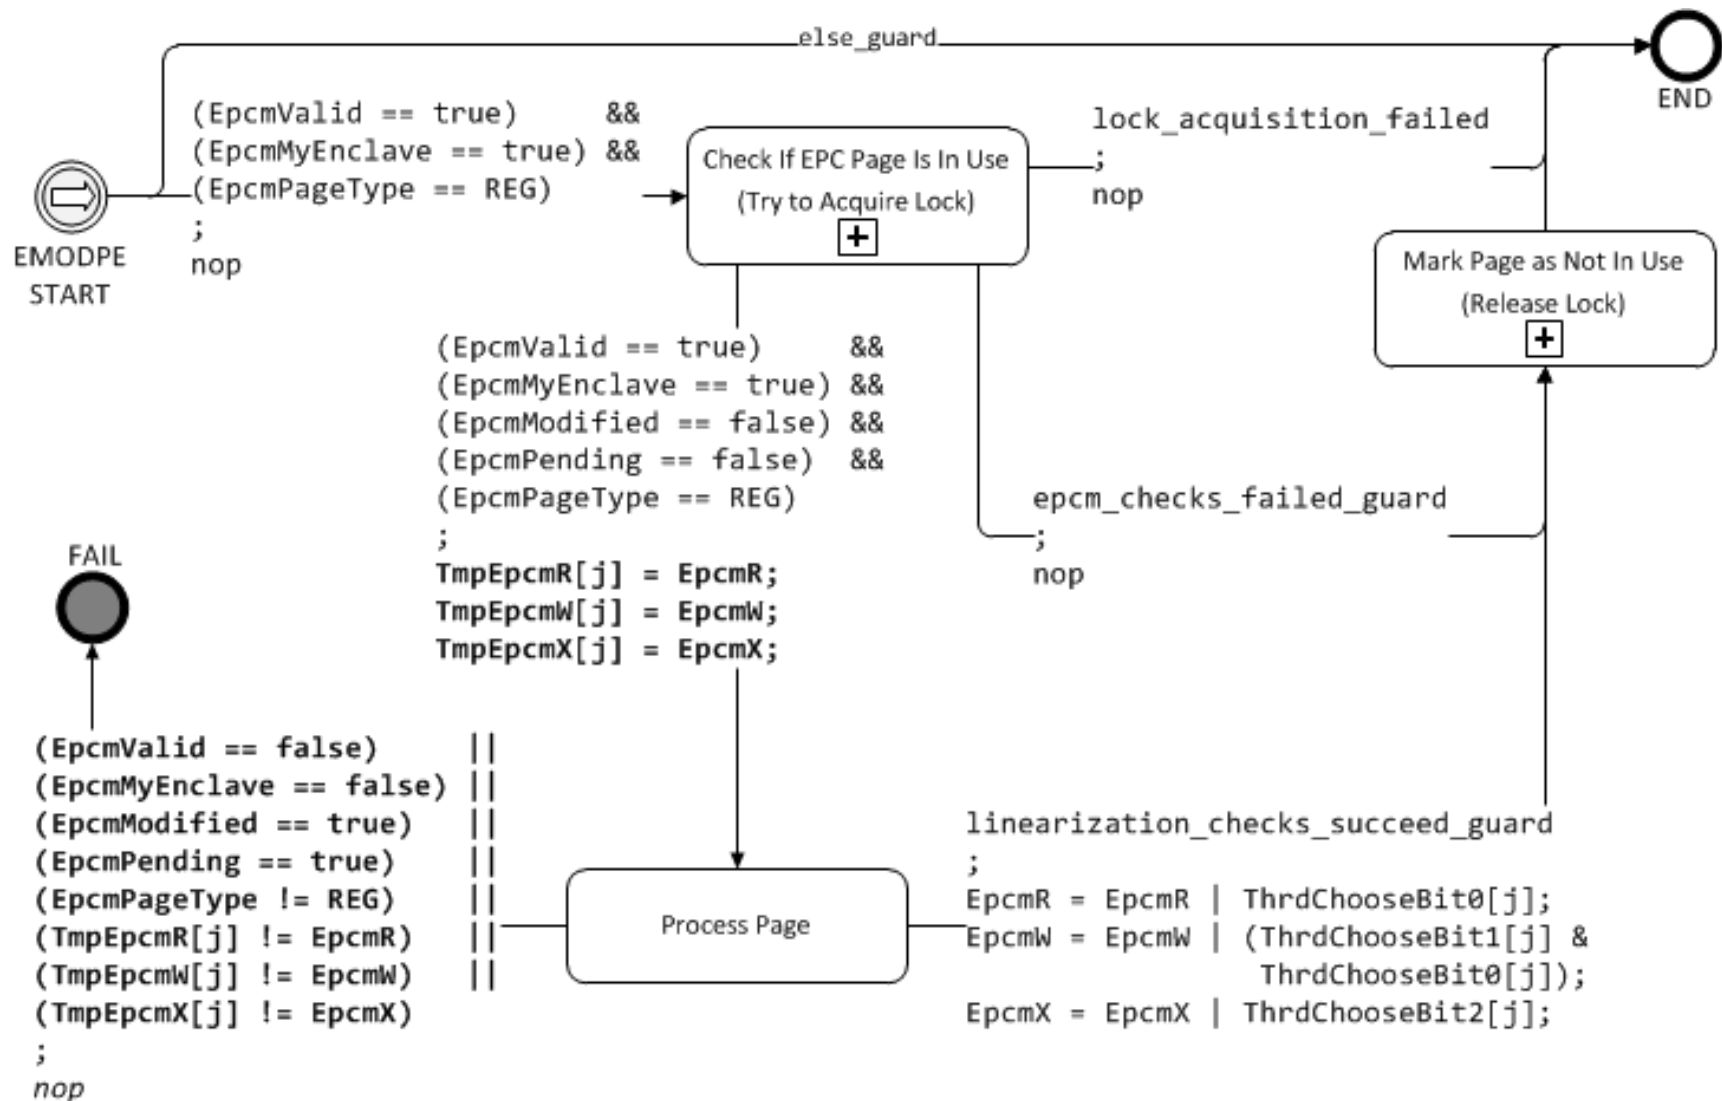 else_guard
END
(EpcmValid == true) &&
(EpcmMyEnclave == true) &&
(EpcmPageType == REG)
;
nop
EMODPE
START
Check If EPC Page Is In Use
(Try to Acquire Lock)
+
lock_acquisition_failed
;
nop
Mark Page as Not In Use
(Release Lock)
+
(EpcmValid == true) &&
(EpcmMyEnclave == true) &&
(EpcmModified == false) &&
(EpcmPending == false) &&
(EpcmPageType == REG)
;
TmpEpcmR[j] = EpcmR;
TmpEpcmW[j] = EpcmW;
TmpEpcmX[j] = EpcmX;
epcm_checks_failed_guard
;
nop
FAIL
(EpcmValid == false) ||
(EpcmMyEnclave == false) ||
(EpcmModified == true) ||
(EpcmPending == true) ||
(EpcmPageType != REG) ||
(TmpEpcmR[j] != EpcmR) ||
(TmpEpcmW[j] != EpcmW) ||
(TmpEpcmX[j] != EpcmX)
;
nop
Process Page
linearization_checks_succeed_guard
;
EpcmR = EpcmR | ThrdChooseBit0[j];
EpcmW = EpcmW | (ThrdChooseBit1[j] &
ThrdChooseBit0[j]);
EpcmX = EpcmX | ThrdChooseBit2[j];